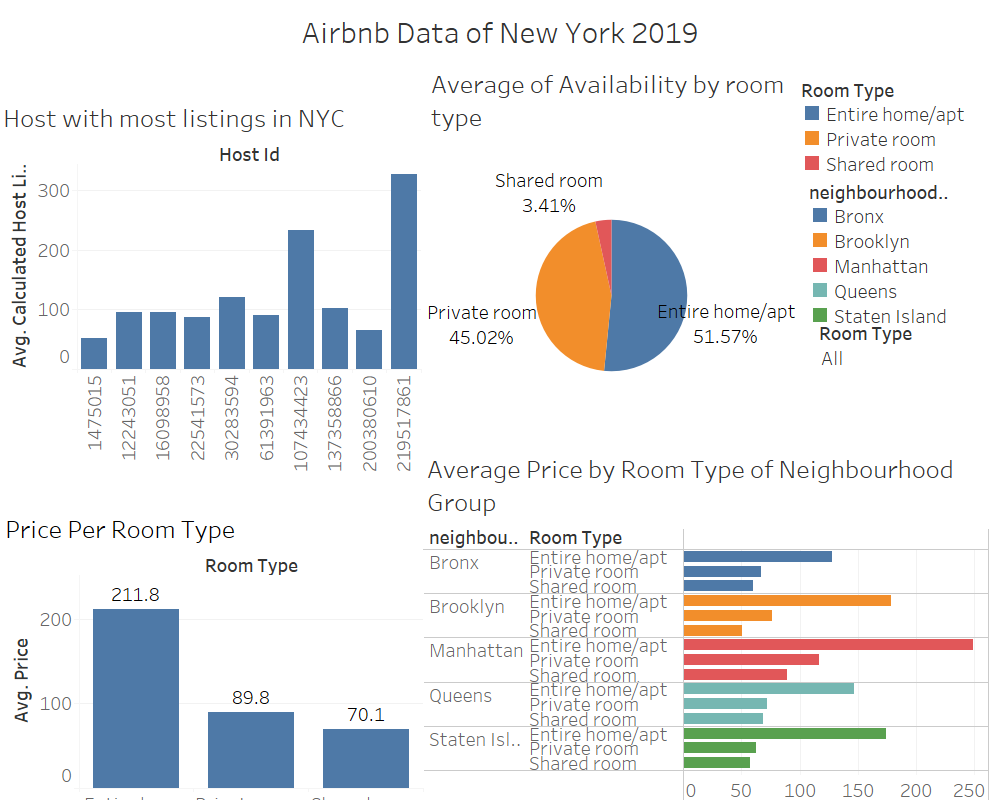 Airbnb Data of New York 2019
Host with most listings in NYC
Host Id
Avg. Calculated Host Li..
300
200
100
0
1475015
12243051
16098958
22541573
30283594
61391963
107434423
137358866
200380610
219517861
Average of Availability by room
type
Shared room
3.41%
Private room
45.02%
Entire home/apt
51.57%
Room Type
Entire home/apt
Private room
Shared room
neighbourhood..
Bronx
Brooklyn
Manhattan
Queens
Staten Island
Room Type
All
Price Per Room Type
Room Type
Avg. Price
200
100
0
211.8
89.8
70.1
Average Price by Room Type of Neighbourhood
Group
neighbou.. Room Type
Bronx
Entire home/apt
Private room
Shared room
Brooklyn
Entire home/apt
Private room
Shared room
Manhattan
Entire home/apt
Private room
Shared room
Queens
Entire home/apt
Private room
Shared room
Staten Isl..
Entire home/apt
Private room
Shared room
0 50 100 150 200 250